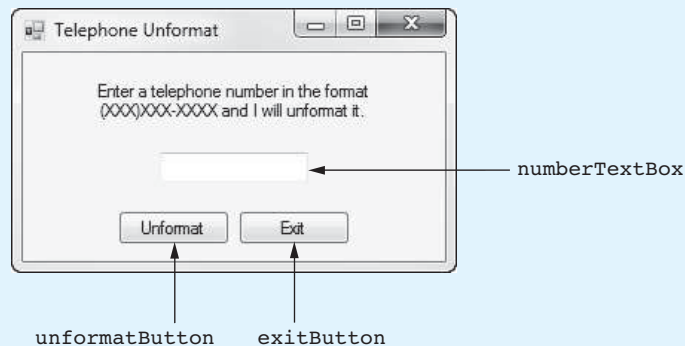 Telephone Unformat
Enter a telephone number in the format
(XXX)XXX-XXXX and I will unformat it.
numberTextBox
Unformat
Exit
unformatButton
exitButton